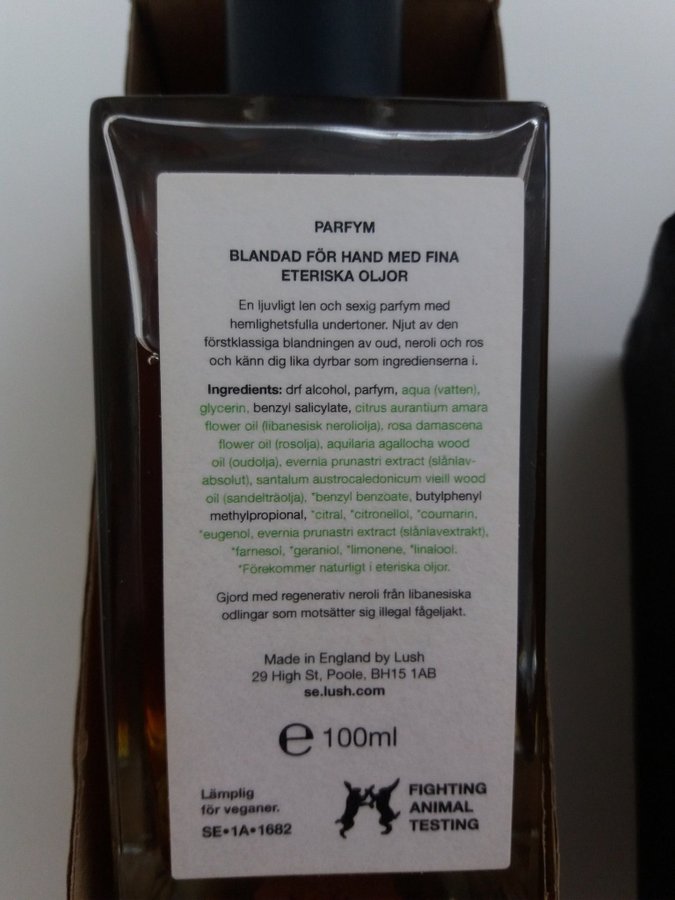 PARFYM
BLANDAD FÖR HAND MED FINA
ETERISKA OLJOR
En ljuvligt len och sexig parfym med
hemlighetsfulla undertoner. Njut av den
förstklassiga blandningen av oud, neroli och ros
och känn dig lika dyrbar som ingredienserna i.
Ingredients: drf alcohol, parfym, aqua (vatten),
glycerin, benzyl salicylate, citrus aurantium amara
flower oil (libanesisk neroliolja), rosa damascena
flower oil (rosolja), aquilaria agallocha wood
oil (oudolja), evernia prunastri extract (slånlav-
absolut), santalum austrocaledonicum vieill wood
oil (sandelträolja), *benzyl benzoate, butylphenyl
methylpropional, *citral, *citronellol, *coumarin,
*eugenol, evernia prunastri extract (slånlavextrakt),
*farnesol, *geraniol, *limonene, *linalool.
*Förekommer naturligt i eteriska oljor.
Gjord med regenerativ neroli från libanesiska
odlingar som motsätter sig illegal fågeljakt.
Made in England by Lush
29 High St, Poole, BH15 1AB
se.lush.com
℮ 100ml
Lämplig
för veganer.
SE•1A•1682
FIGHTING
ANIMAL
TESTING